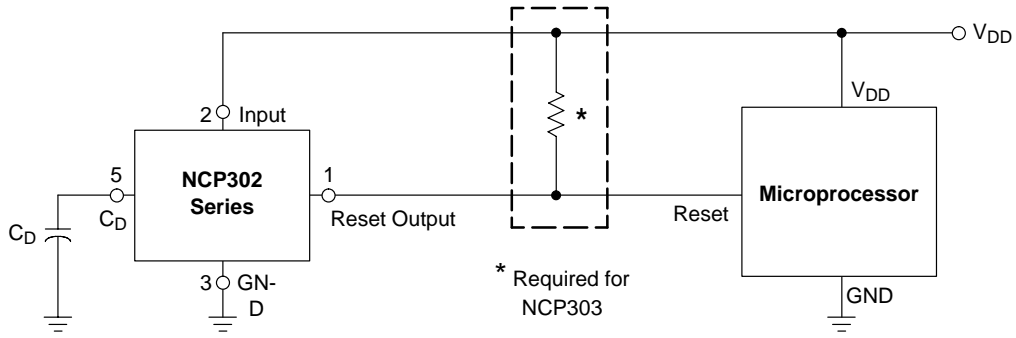 V_DD
V_DD
2 Input
*
5
C_D
C_D
NCP302
Series
1
Reset Output
Reset
Microprocessor
3 GN-
D
* Required for
NCP303
GND